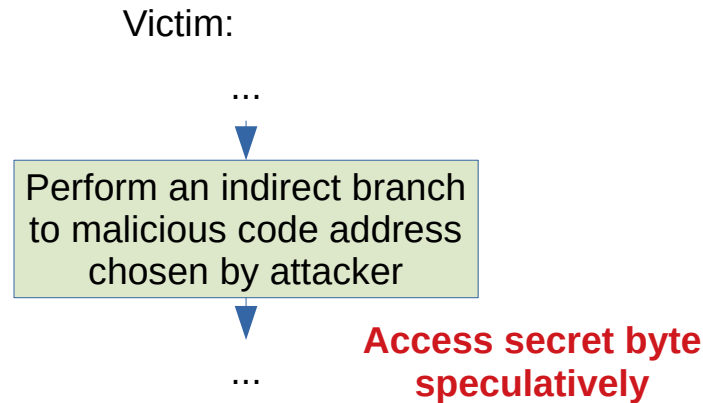 Victim:
...
Perform an indirect branch
to malicious code address
chosen by attacker
Access secret byte
speculatively
...